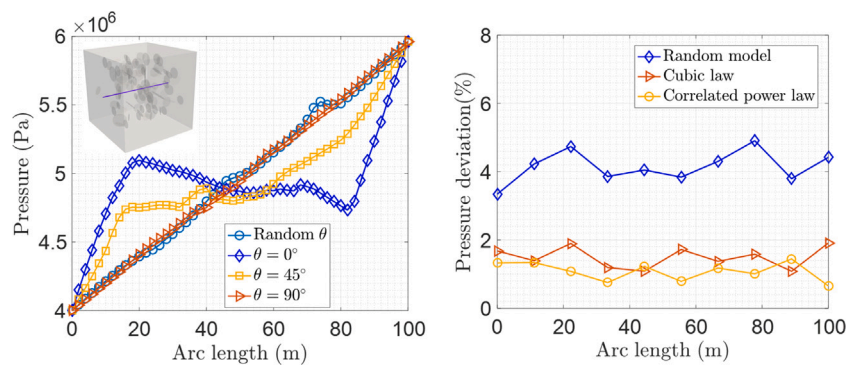 × 10⁶
6
5.5
5
4.5
4
0 20 40 60 80 100
Arc length (m)
Pressure (Pa)
Random θ
θ = 0°
θ = 45°
θ = 90°
8
6
4
2
0
0 20 40 60 80 100
Arc length (m)
Pressure deviation(%)
Random model
Cubic law
Correlated power law